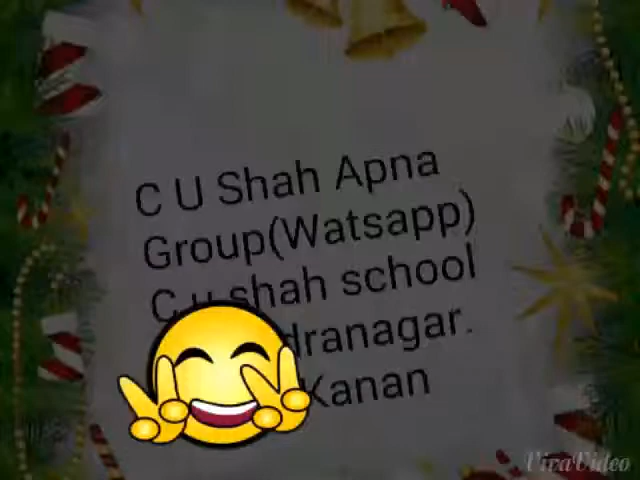 C U Shah Apna
Group(Watsapp)
C u shah school
dranagar.
Kanan
VivaVideo